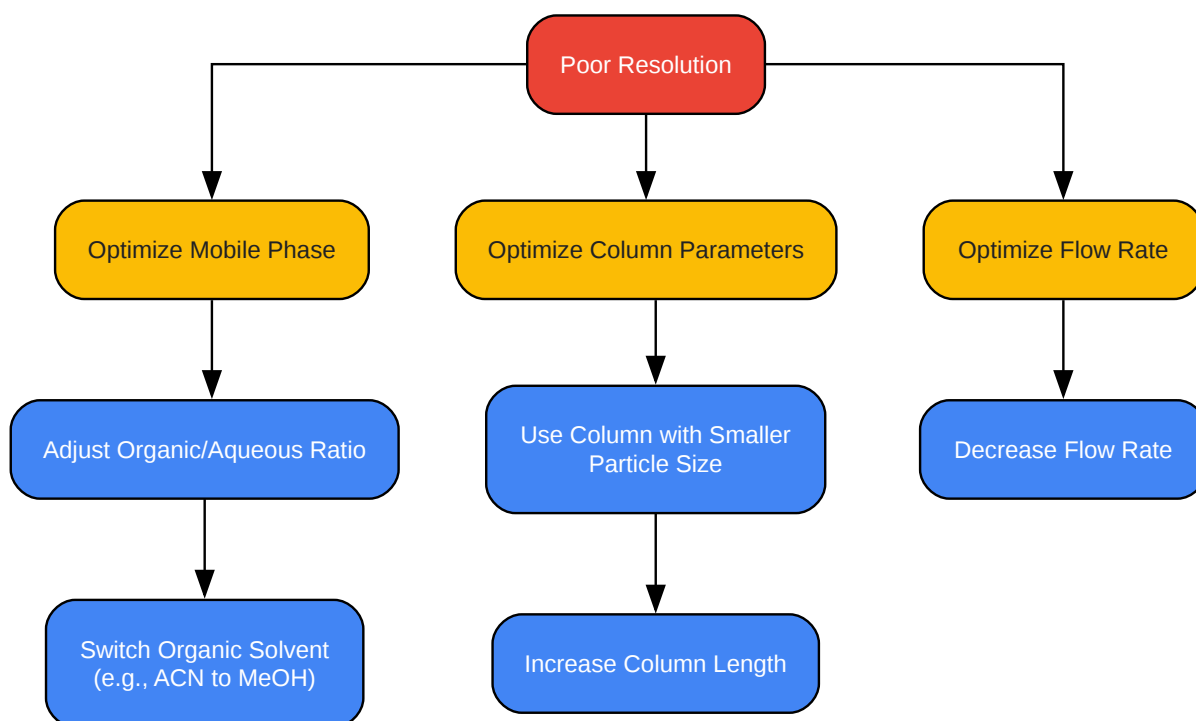 Poor Resolution
Optimize Mobile Phase
Optimize Column Parameters
Optimize Flow Rate
Adjust Organic/Aqueous Ratio
Use Column with Smaller
Particle Size
Decrease Flow Rate
Switch Organic Solvent
(e.g., ACN to MeOH)
Increase Column Length